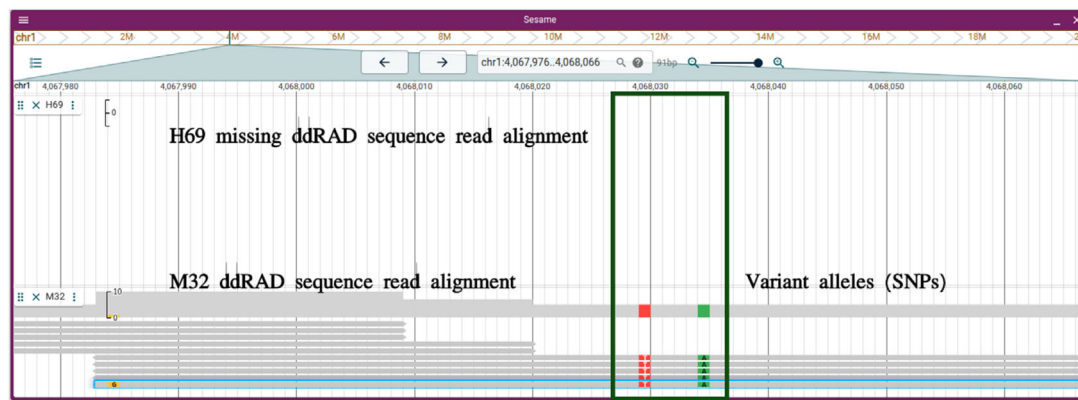 Sesame
chr1 2M 4M 6M 8M 10M 12M 14M 16M 18M
chr1:4,067,976..4,068,066 91bp
chr1 4,067,980 4,067,990 4,068,000 4,068,010 4,068,020 4,068,030 4,068,040 4,068,050 4,068,060
H69 0
H69 missing ddRAD sequence read alignment
M32 ddRAD sequence read alignment Variant alleles (SNPs)
M32 10
0
A
A
A
A
G A